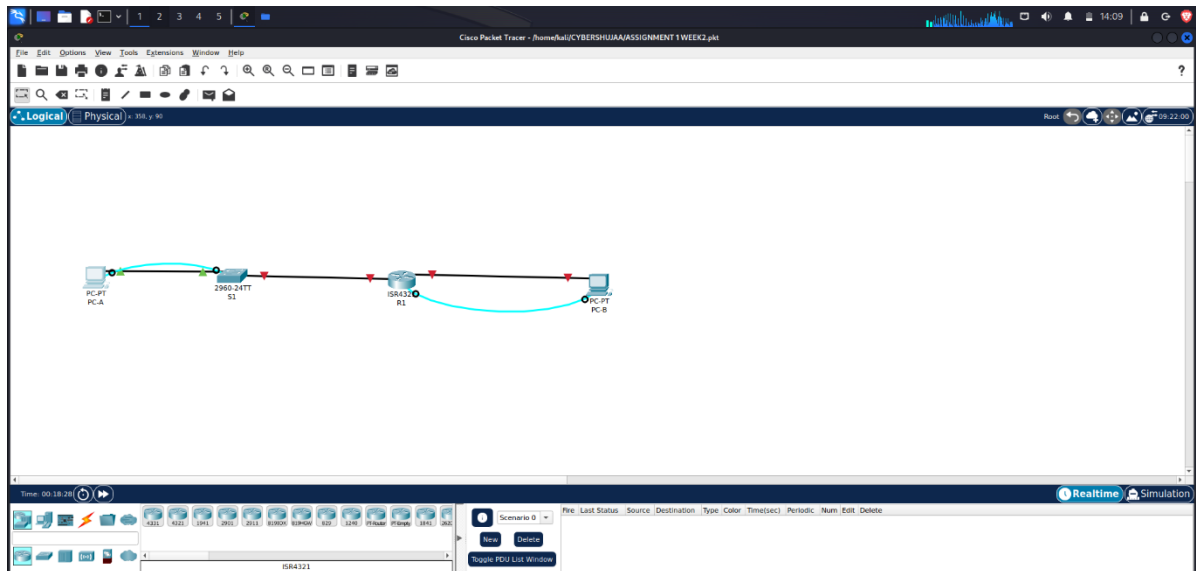 1 2 3 4 5
14:09
Cisco Packet Tracer - /home/kali/CYBERSHUJAA/ASSIGNMENT 1 WEEK2.pkt
File Edit Options View Tools Extensions Window Help
?
Logical Physical x: 358, y: 90
Root 09:22:00
PC-PT
PC-A
2960-24TT
S1
R1
PC-PT
PC-B
Time: 00:18:28
Realtime Simulation
4331 4321 1941 2901 2911 819IOX 819HGW 829 1240 PT-Router PT-Empty 1841
ISR4321
Scenario 0
New Delete
Toggle PDU List Window
Fire Last Status Source Destination Type Color Time(sec) Periodic Num Edit Delete